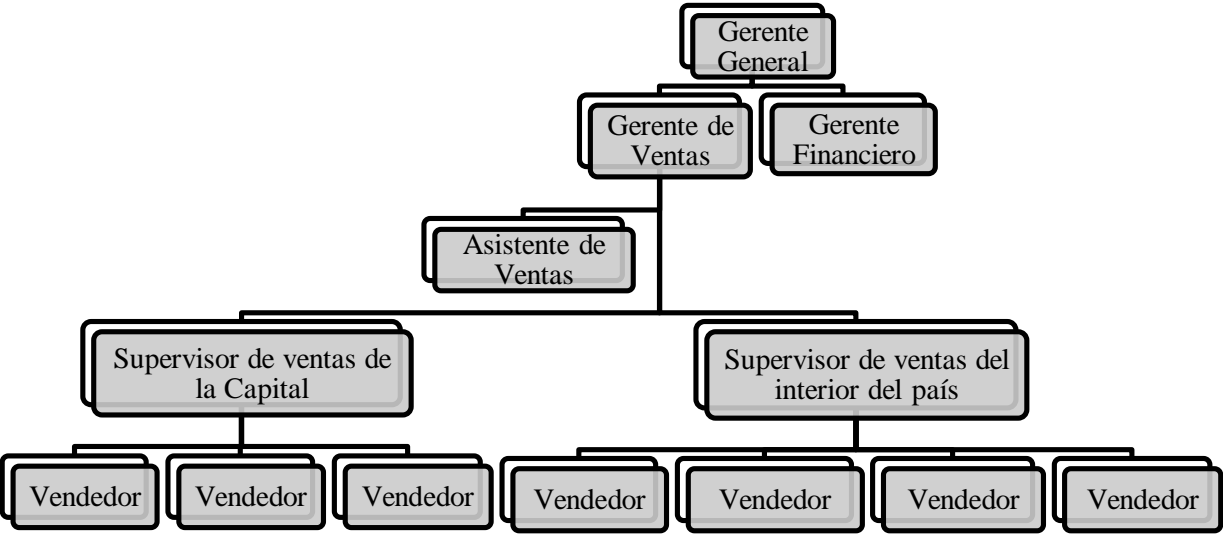 Gerente
General
Gerente de
Ventas
Gerente
Financiero
Asistente de
Ventas
Supervisor de ventas de
la Capital
Supervisor de ventas del
interior del país
Vendedor
Vendedor
Vendedor
Vendedor
Vendedor
Vendedor
Vendedor